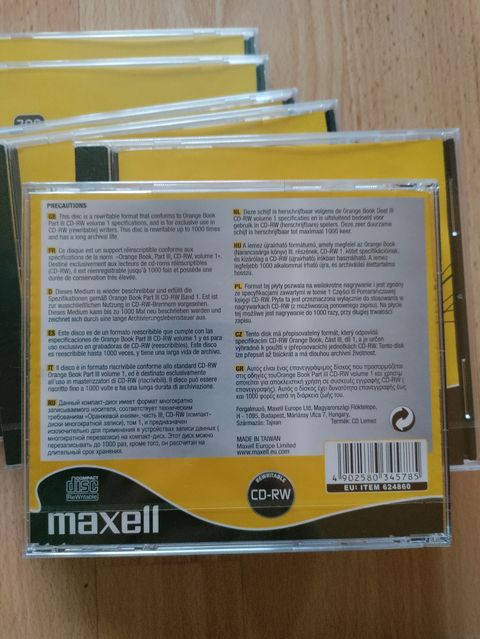 700
PRECAUTIONS
GB This disc is a rewritable format that conforms to Orange Book
Part III CD-RW volume 1 specifications, and is for exclusive use in
CD-RW (rewritable) writers. This disc is rewritable up to 1000 times
and has a long archival life.
FR Ce disque est un support réinscriptible conforme aux
spécifications de la norme «Orange Book, Part III, CD-RW, volume 1».
Destiné exclusivement aux lecteurs de cd-roms réinscriptibles
(CD-RW), il est réenregistrable jusqu'à 1000 fois et possède une
durée de conservation très élevée.
D Dieses Medium is wieder beschreibbar und erfüllt die
Spezifikationen gemäß Orange Book Part III CD-RW Band 1. Est ist
zur ausschließlichen Nutzung in CD-RW-Brennern vorgesehen.
Dieses Medium kann bis zu 1000 Mal neu beschrieben werden und
zeichnet sich durch eine lange Archivierungslebensdauer aus.
ES Este disco es de un formato reescribible que cumple con las
especificaciones de Orange Book Part III CD-RW volume 1 y es para
uso exclusivo en grabadoras de CD-RW (reescribibles). Este disco
es reescribible hasta 1000 veces, y tiene una larga vida de archivo.
IT Il disco è in formato riscrivibile conforme allo standard CD-RW
Orange Book Part III volume 1, ed è destinato esclusivamente
all'uso in masterizzatori di CD-RW (riscrivibili). Il disco può essere
riscritto fino a 1000 volte e ha una lunga durata di archiviazione.
RU Данный компакт-диск имеет формат многократно
записываемого носителя, соответствует техническим
требованиям «Оранжевой книги», часть III, CD-RW (компакт-
диски многократной записи), том 1, и предназначен
исключительно для применения в устройствах записи данных (
многократной перезаписи) на компакт-диск. Этот диск можно
перезаписывать до 1000 раз, кроме того, он рассчитан на
длительный срок хранения.
NL Deze schijf is herschrijfbaar volgens de Orange Book Deel III
CD-RW volume 1 specificaties en is uitsluitend bedoeld voor
gebruik in CD-RW (herschrijfbare) spelers. Deze zeer duurzame
schijf is herschrijfbaar tot maximaal 1000 keer.
HU A lemez újraírható formátumú, amely megfelel az Orange Book
(Narancssárga könyv) III. részének, CD-RW 1. kötet specifikációinak,
és kizárólag a CD-RW (újraírható) írókban használható. A lemez
legfeljebb 1000 alkalommal írható újra, és archiválási élettartama
hosszú.
PL Format tej płyty pozwala na wielokrotne nagrywanie i jest zgodny
ze specyfikacjami zawartymi w tomie 1 Części III Pomarańczowej
księgi CD-RW. Płyta ta jest przeznaczona wyłącznie do stosowania w
nagrywarkach CD-RW (z możliwością ponownego zapisu). Na płycie
tej możliwe jest nagrywanie do 1000 razy, przy długiej trwałości
zapisu.
CZ Tento disk má přepisovatelný formát, který odpovídá
specifikacím CD-RW Orange Book, část III, díl 1, a je určen
výhradně k použití v (přepisovacích) jednotkách CD-RW. Tento disk
lze přepsat až tisíckrát a má dlouhou archivní životnost.
GR Αυτός είναι ένας επανεγγράψιμος δίσκος που προσαρμόζεται
στις οδηγίες του Orange Book Part III CD-RW volume 1 και χρησιμ-
οποιείται για αποκλειστική χρήση σε συσκευές εγγραφής CD-RW (
επανεγγραφής). Αυτός ο δίσκος έχει δυνατότητα επανεγγραφής έως
και 1000 φορές και μεγάλη διάρκεια ζωής.
Forgalmazó. Maxell Europe Ltd, Magyarországi Fióktelepe.
H - 1095, Budapest, Máriássy Utca 7, Hungary.
Származás: Tajvan Termék: CD Lemez
MADE IN TAIWAN
Maxell Europe Limited
www.maxell.eu.com
4 902580 345785
EU: ITEM 624860
COMPACT
disc
ReWritable
REWRITABLE
CD-RW
maxell